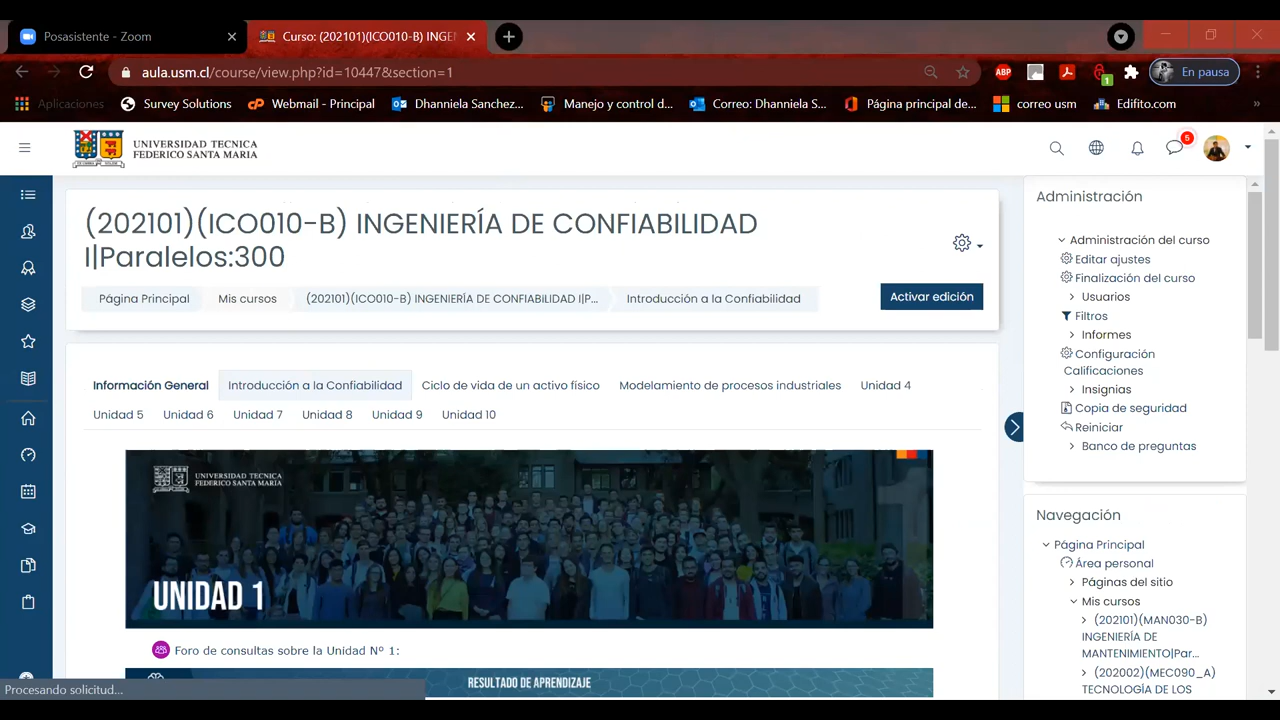 Posasistente - Zoom
Curso: (202101)(ICO010-B) INGE
aula.usm.cl/course/view.php?id=10447&section=1
ABP
1
En pausa
Aplicaciones
Survey Solutions
Webmail - Principal
Dhanniela Sanchez...
Manejo y control d...
Correo: Dhanniela S...
Página principal de...
correo usm
Edifito.com
»
UNIVERSIDAD TECNICA
FEDERICO SANTA MARIA
5
(202101)(ICO010-B) INGENIERÍA DE CONFIABILIDAD
I|Paralelos:300
Página Principal
Mis cursos
(202101)(ICO010-B) INGENIERÍA DE CONFIABILIDAD I|P...
Introducción a la Confiabilidad
Activar edición
Información General
Introducción a la Confiabilidad
Ciclo de vida de un activo físico
Modelamiento de procesos industriales
Unidad 4
Unidad 5
Unidad 6
Unidad 7
Unidad 8
Unidad 9
Unidad 10
UNIVERSIDAD TECNICA
FEDERICO SANTA MARIA
UNIDAD 1
Foro de consultas sobre la Unidad Nº 1:
RESULTADO DE APRENDIZAJE
Procesando solicitud...
Administración
Administración del curso
Editar ajustes
Finalización del curso
Usuarios
Filtros
Informes
Configuración
Calificaciones
Insignias
Copia de seguridad
Reiniciar
Banco de preguntas
Navegación
Página Principal
Área personal
Páginas del sitio
Mis cursos
(202101)(MAN030-B)
INGENIERÍA DE
MANTENIMIENTO|Par...
(202002)(MEC090_A)
TECNOLOGÍA DE LOS